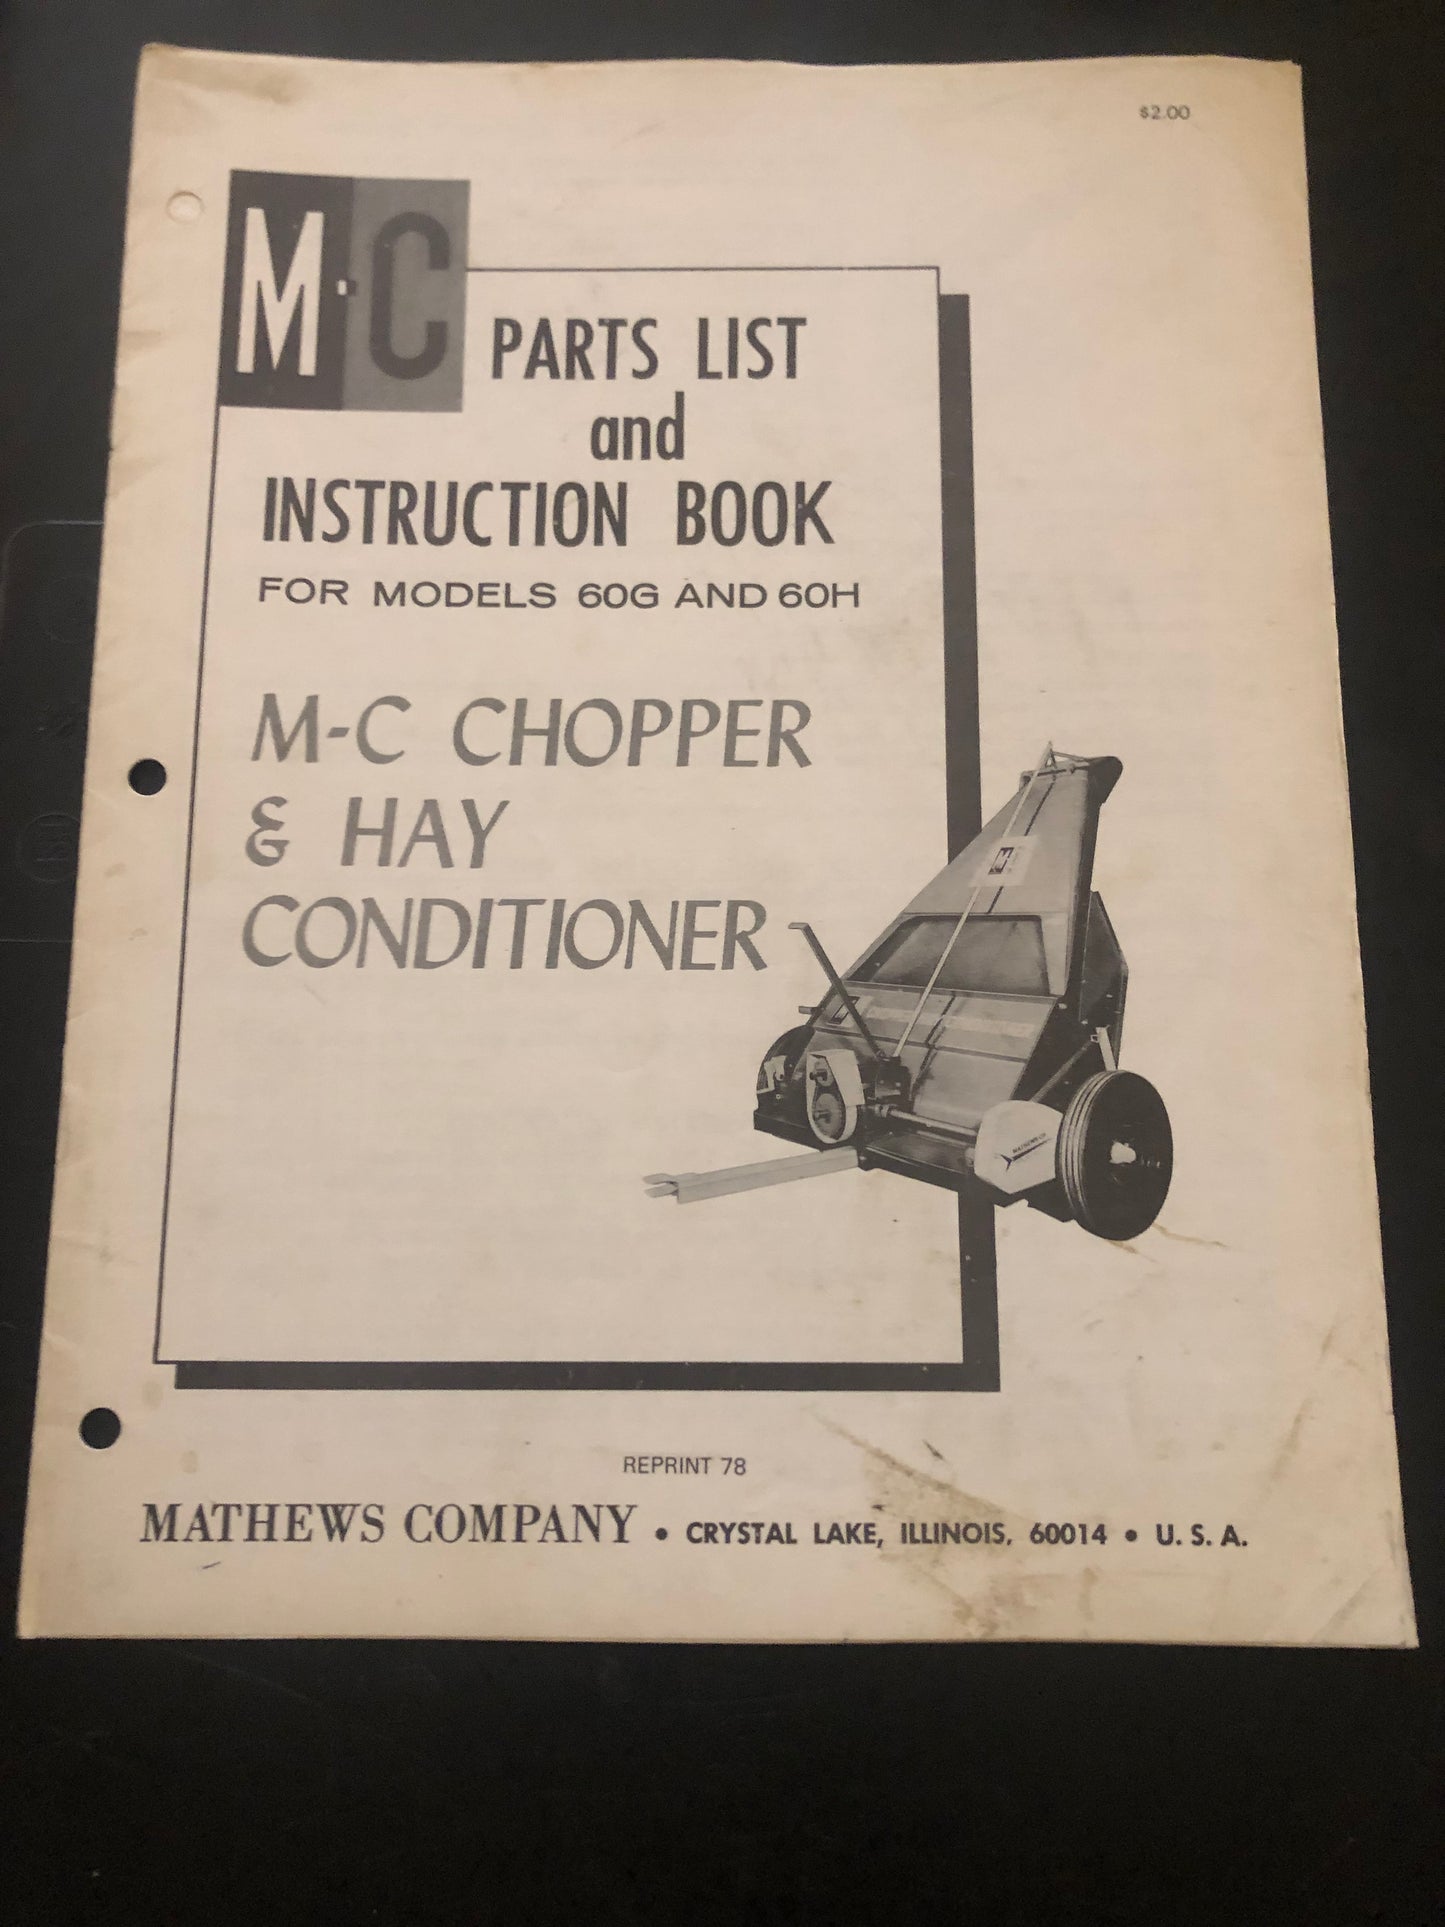 $2.00
M-C
PARTS LIST
and
INSTRUCTION BOOK
FOR MODELS 60G AND 60H
M-C CHOPPER
& HAY
CONDITIONER
REPRINT 78
MATHEWS COMPANY • CRYSTAL LAKE, ILLINOIS, 60014 • U. S. A.